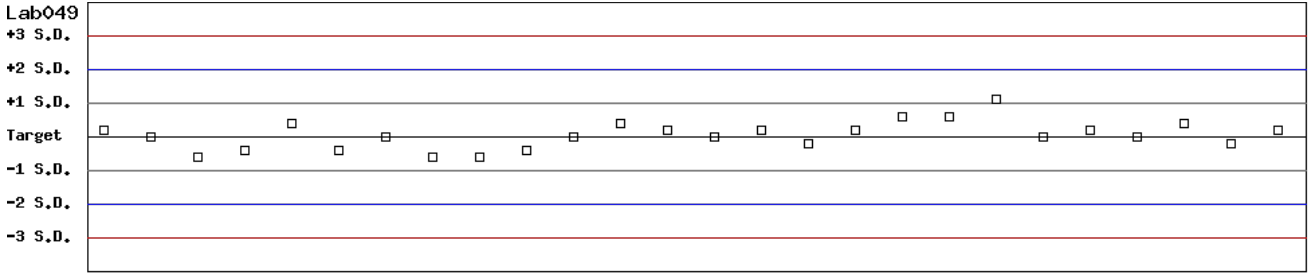 Lab049
+3 S.D.
+2 S.D.
+1 S.D.
Target
-1 S.D.
-2 S.D.
-3 S.D.